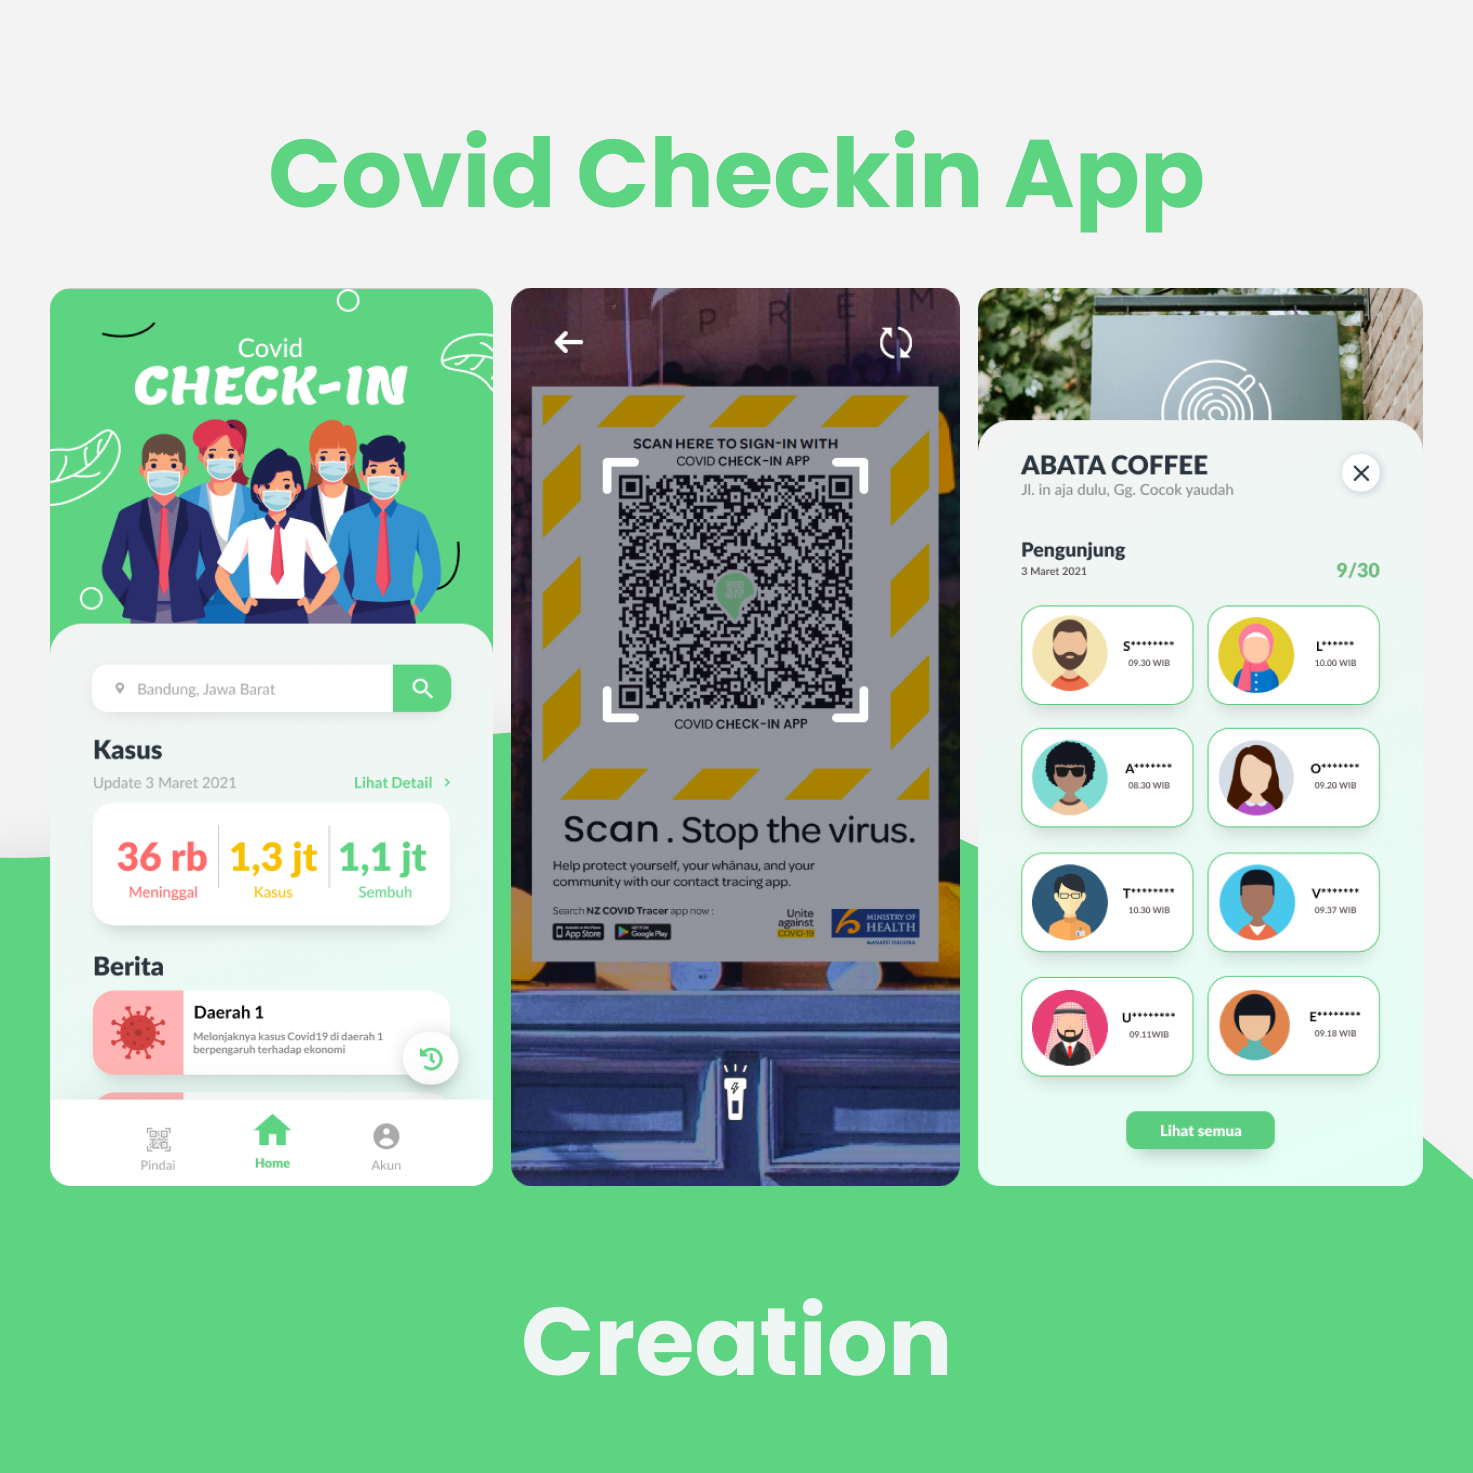 Covid Checkin App
Covid
CHECK-IN
Bandung, Jawa Barat
Kasus
Update 3 Maret 2021
Lihat Detail
36 rb
Meninggal
1,3 jt
Kasus
1,1 jt
Sembuh
Berita
Daerah 1
Melonjaknya kasus Covid19 di daerah 1
berpengaruh terhadap ekonomi
Pindai
Home
Akun
P R E M
SCAN HERE TO SIGN-IN WITH
COVID CHECK-IN APP
COVID CHECK-IN APP
Scan. Stop the virus.
Help protect yourself, your whānau, and your
community with our contact tracing app.
Search NZ COVID Tracer app now:
App Store
Google Play
Unite
against
COVID-19
MINISTRY OF
HEALTH
MANATŪ HAUORA
ABATA COFFEE
Jl. in aja dulu, Gg. Cocok yaudah
Pengunjung
3 Maret 2021
9/30
S********
09.30 WIB
L******
10.00 WIB
A*******
08.30 WIB
O*******
09.20 WIB
T********
10.30 WIB
V*******
09.37 WIB
U********
09.11WIB
E********
09.18 WIB
Lihat semua
Creation